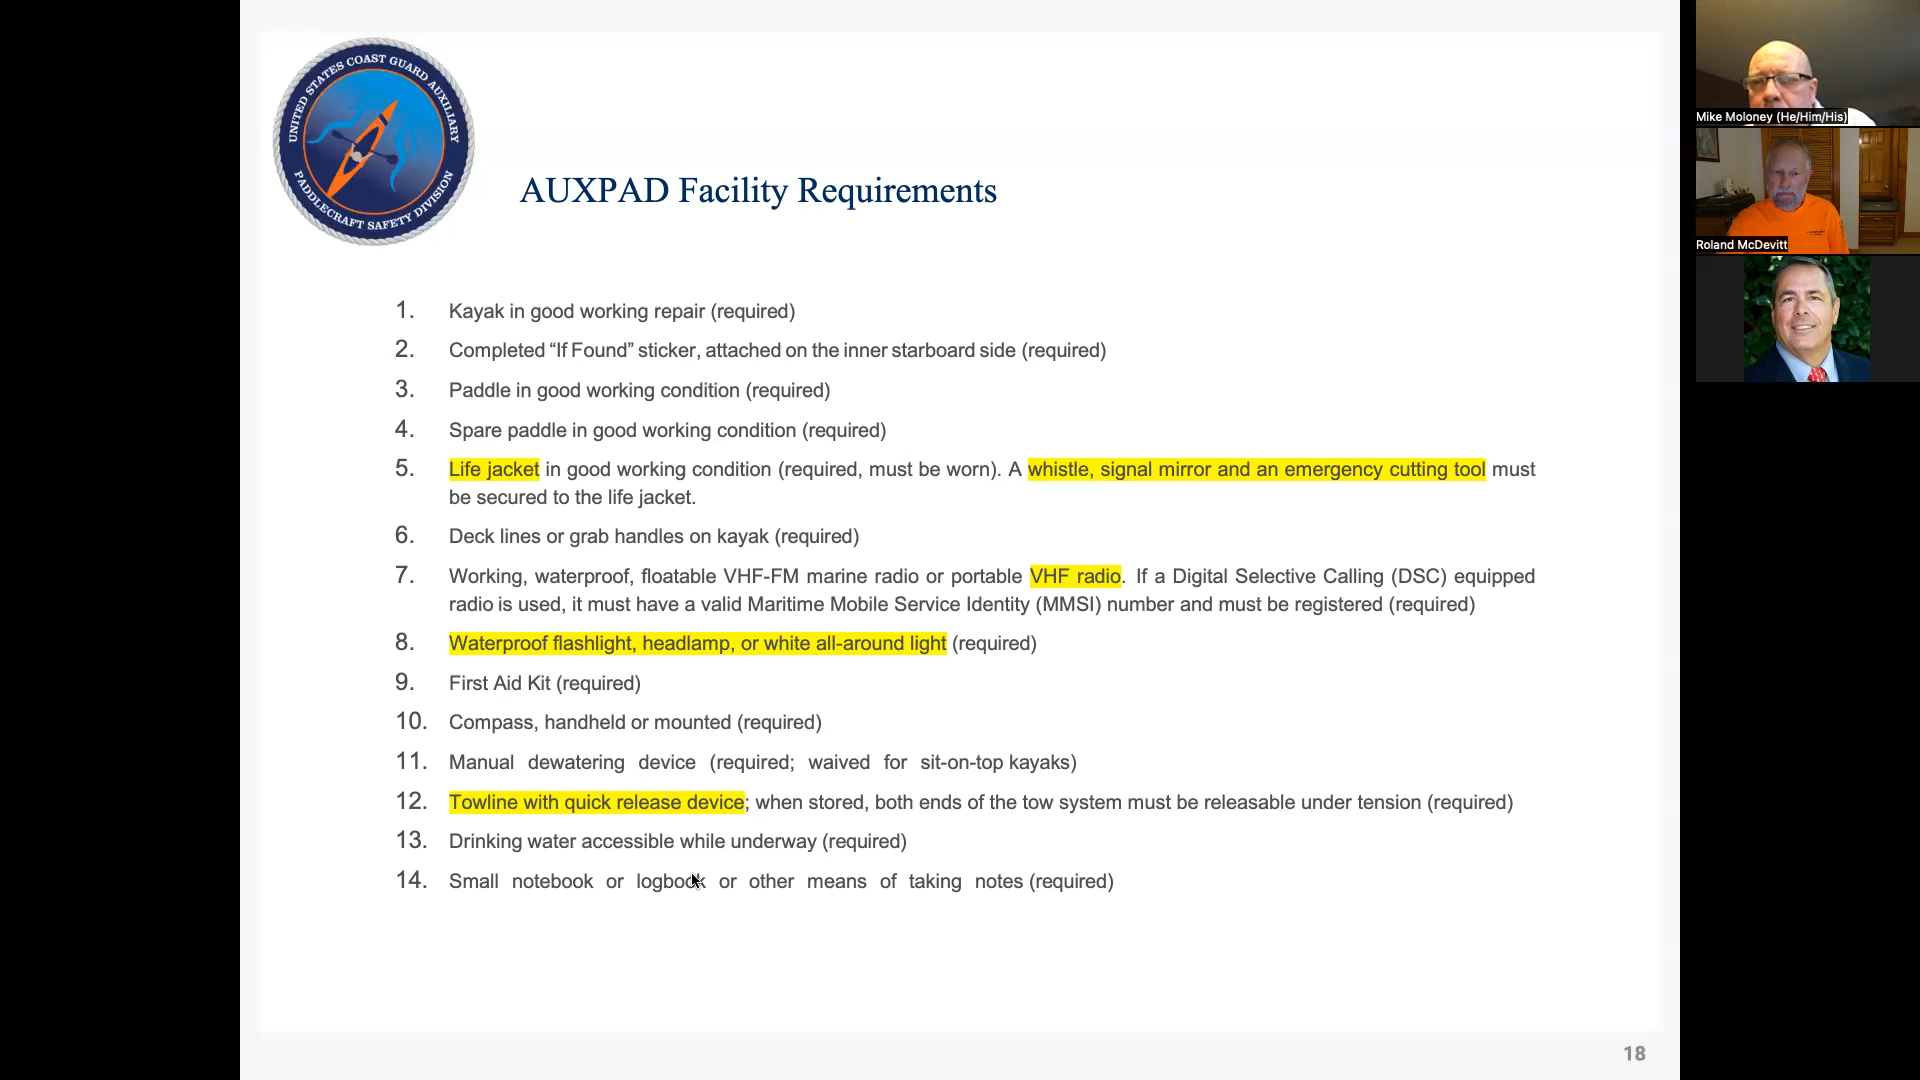 UNITED STATES COAST GUARD AUXILIARY
PADDLECRAFT SAFETY DIVISION
AUXPAD Facility Requirements
1. Kayak in good working repair (required)
2. Completed “If Found” sticker, attached on the inner starboard side (required)
3. Paddle in good working condition (required)
4. Spare paddle in good working condition (required)
5. Life jacket in good working condition (required, must be worn). A whistle, signal mirror and an emergency cutting tool must
be secured to the life jacket.
6. Deck lines or grab handles on kayak (required)
7. Working, waterproof, floatable VHF-FM marine radio or portable VHF radio. If a Digital Selective Calling (DSC) equipped
radio is used, it must have a valid Maritime Mobile Service Identity (MMSI) number and must be registered (required)
8. Waterproof flashlight, headlamp, or white all-around light (required)
9. First Aid Kit (required)
10. Compass, handheld or mounted (required)
11. Manual dewatering device (required; waived for sit-on-top kayaks)
12. Towline with quick release device; when stored, both ends of the tow system must be releasable under tension (required)
13. Drinking water accessible while underway (required)
14. Small notebook or logbook or other means of taking notes (required)
18
Mike Moloney (He/Him/His)
Roland McDevitt